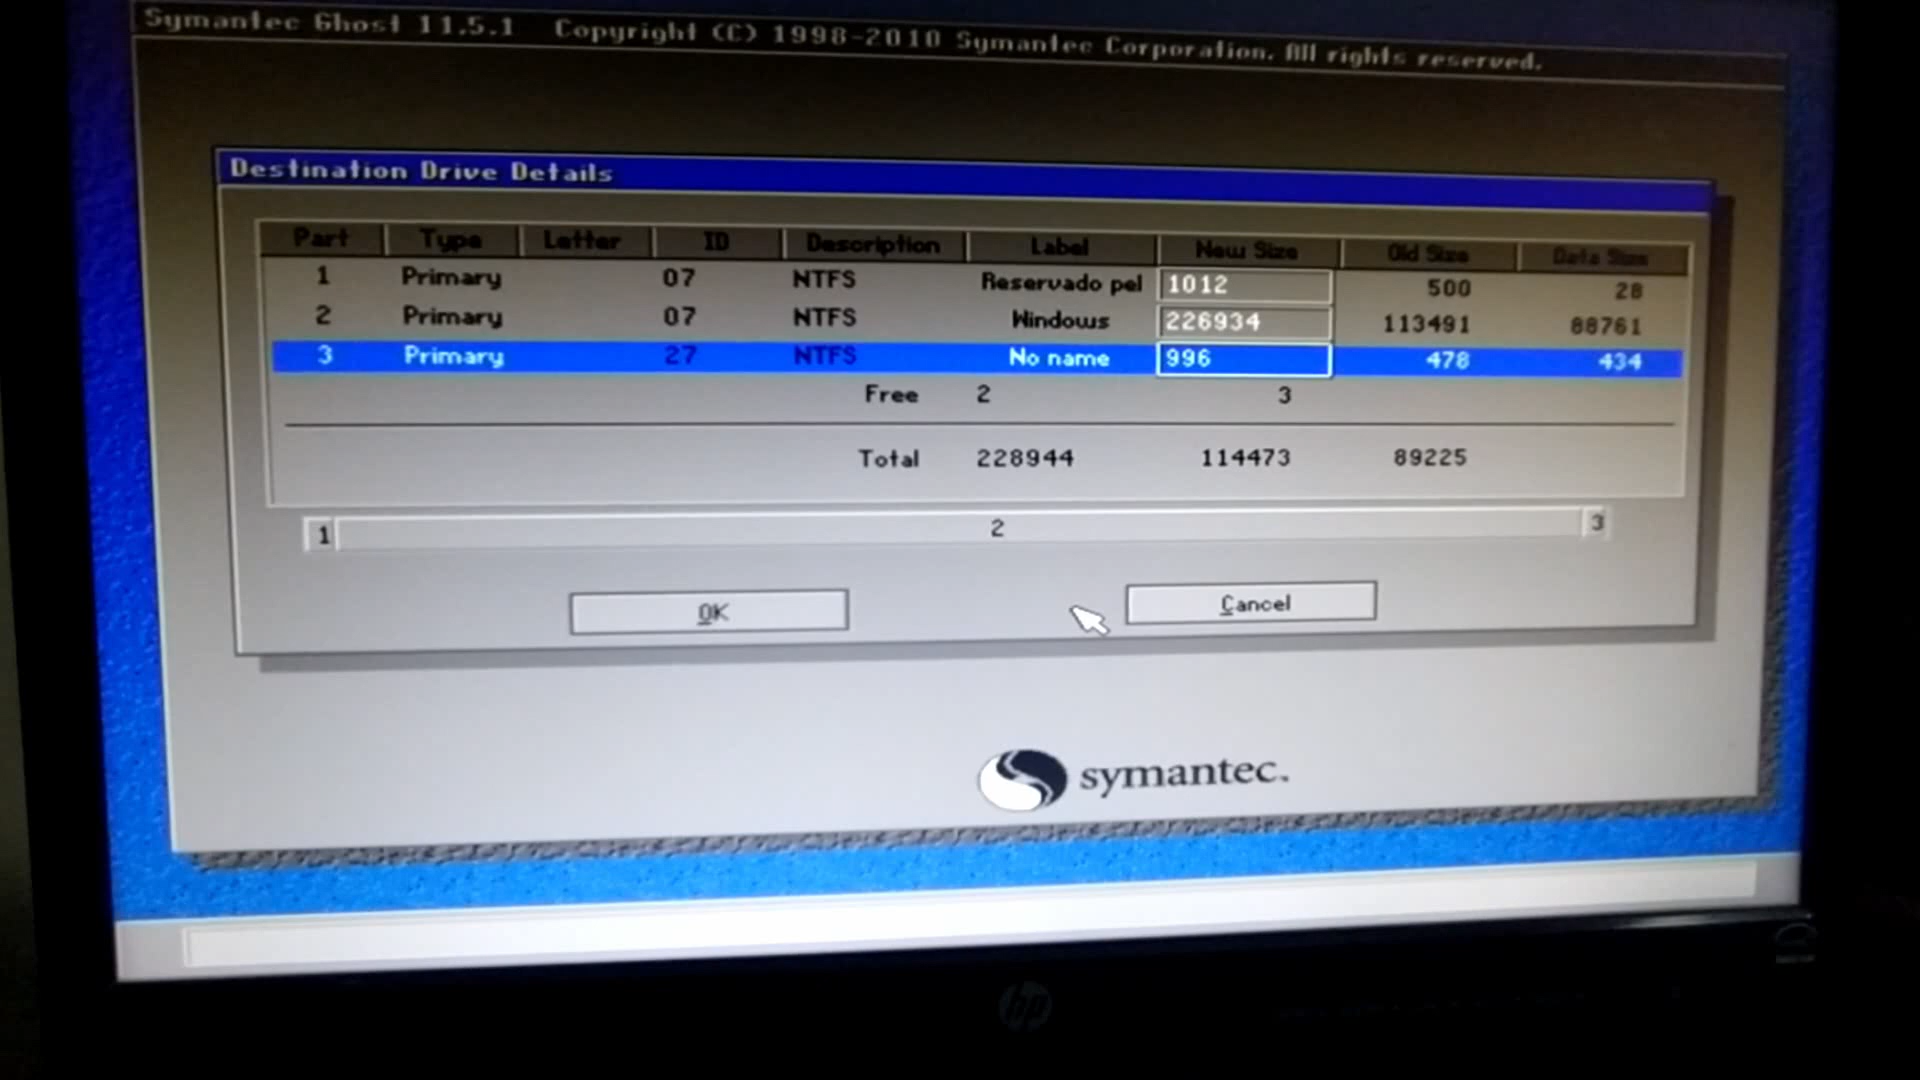 Symantec Ghost 11.5.1 Copyright (C) 1998-2010 Symantec Corporation. All rights reserved.
Destination Drive Details
Part Type Letter ID Description Label New Size Old Size Data Size
1 Primary 07 NTFS Reservado pel 1012 500 28
2 Primary 07 NTFS Windows 226934 113491 88761
3 Primary 27 NTFS No name 996 478 434
Free 2 3
Total 228944 114473 89225
1 2 3
OK Cancel
symantec.
hp